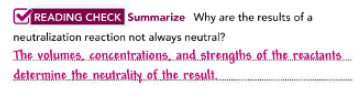 READING CHECK Summarize Why are the results of a
neutralization reaction not always neutral?
The volumes, concentrations, and strengths of the reactants
determine the neutrality of the result.